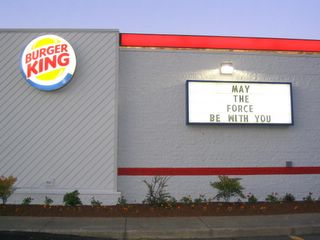 BURGER
KING
MAY
THE
FORCE
BE WITH YOU